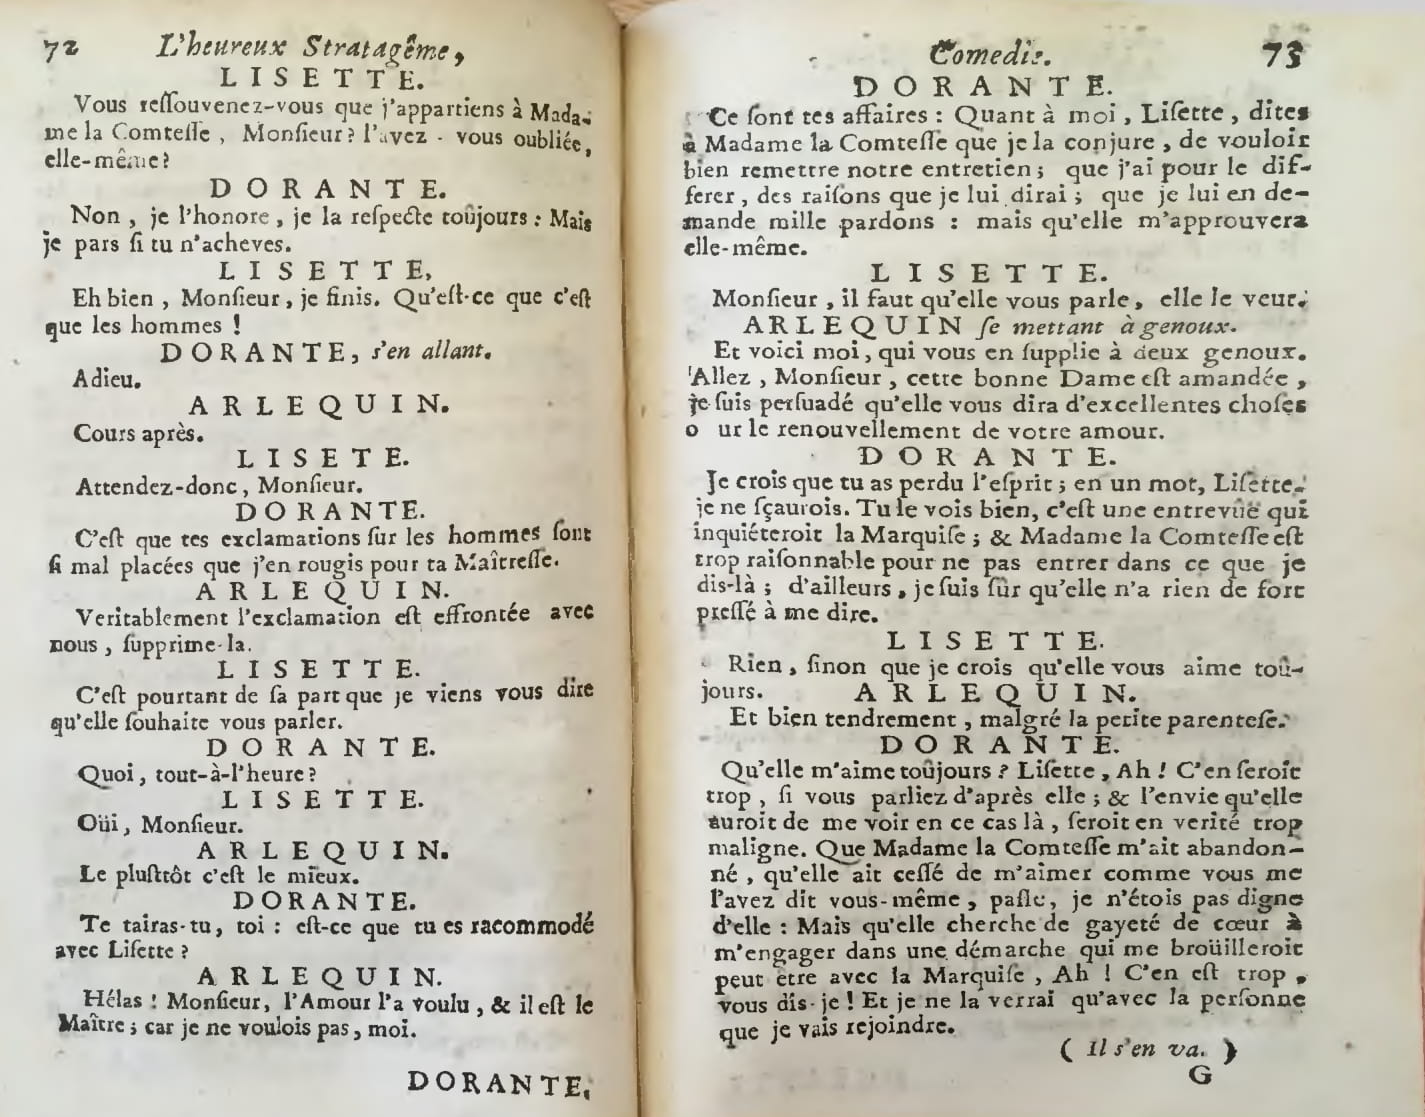 72 L'heureux Stratagême,
LISETTE.
Vous reſſouvenez-vous que j'appartiens à Mada-
me la Comteſſe, Monſieur? l'avez-vous oubliée,
elle-même?
DORANTE.
Non, je l'honore, je la reſpecte toûjours: Mais
je pars ſi tu n'acheves.
LISETTE,
Eh bien, Monſieur, je finis. Qu'eſt-ce que c'eſt
que les hommes!
DORANTE, s'en allant.
Adieu.
ARLEQUIN.
Cours après.
LISETE.
Attendez-donc, Monſieur.
DORANTE.
C'eſt que tes exclamations ſur les hommes ſont
ſi mal placées que j'en rougis pour ta Maîtreſſe.
ARLEQUIN.
Veritablement l'exclamation eſt effrontée avec
nous, ſupprime-la.
LISETTE.
C'eſt pourtant de ſa part que je viens vous dire
qu'elle ſouhaite vous parler.
DORANTE.
Quoi, tout-à-l'heure?
LISETTE.
Oüi, Monſieur.
ARLEQUIN.
Le pluſtôt c'eſt le mieux.
DORANTE.
Te tairas-tu, toi: eſt-ce que tu es racommodé
avec Liſette?
ARLEQUIN.
Hélas! Monſieur, l'Amour l'a voulu, & il eſt le
Maître; car je ne voulois pas, moi.
DORANTE,
Comedie. 73
DORANTE.
Ce ſont tes affaires: Quant à moi, Liſette, dites
à Madame la Comteſſe que je la conjure, de vouloir
bien remettre notre entretien; que j'ai pour le dif-
ferer, des raiſons que je lui dirai; que je lui en de-
mande mille pardons: mais qu'elle m'approuvera
elle-même.
LISETTE.
Monſieur, il faut qu'elle vous parle, elle le veut.
ARLEQUIN ſe mettant à genoux.
Et voici moi, qui vous en ſupplie à deux genoux.
Allez, Monſieur, cette bonne Dame eſt amandée,
je ſuis perſuadé qu'elle vous dira d'excellentes choſes
o ur le renouvellement de votre amour.
DORANTE.
Je crois que tu as perdu l'eſprit; en un mot, Liſette,
je ne ſçaurois. Tu le vois bien, c'eſt une entrevûë qui
inquiéteroit la Marquiſe; & Madame la Comteſſe eſt
trop raiſonnable pour ne pas entrer dans ce que je
dis-là; d'ailleurs, je ſuis ſûr qu'elle n'a rien de fort
preſſé à me dire.
LISETTE.
Rien, ſinon que je crois qu'elle vous aime toû-
jours. ARLEQUIN.
Et bien tendrement, malgré la petite parenteſe.
DORANTE.
Qu'elle m'aime toûjours? Liſette, Ah! C'en ſeroit
trop, ſi vous parliez d'après elle; & l'envie qu'elle
auroit de me voir en ce cas là, ſeroit en verité trop
maligne. Que Madame la Comteſſe m'ait abandon-
né, qu'elle ait ceſſé de m'aimer comme vous me
l'avez dit vous-même, paſſe, je n'étois pas digne
d'elle: Mais qu'elle cherche de gayeté de cœur à
m'engager dans une démarche qui me broüilleroit
peut être avec la Marquiſe, Ah! C'en eſt trop,
vous dis-je! Et je ne la verrai qu'avec la perſonne
que je vais rejoindre.
( Il s'en va. )
G